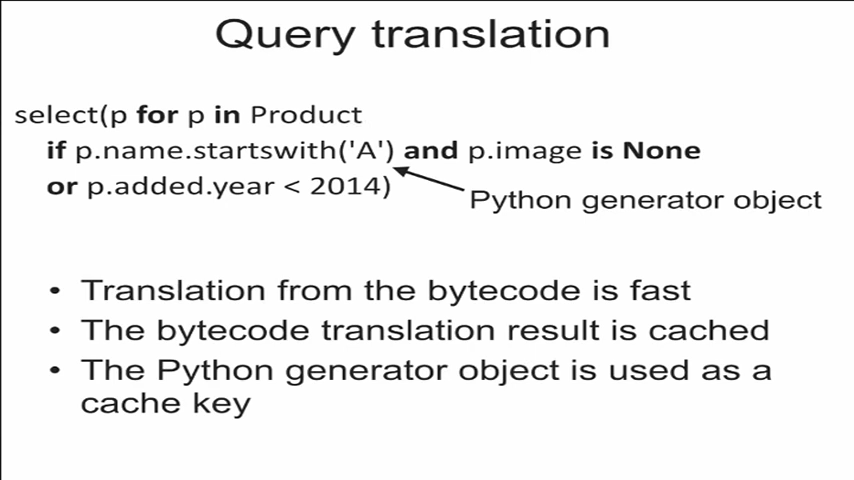 Query translation
select(p for p in Product
if p.name.startswith('A') and p.image is None
or p.added.year < 2014)
Python generator object
• Translation from the bytecode is fast
• The bytecode translation result is cached
• The Python generator object is used as a
cache key